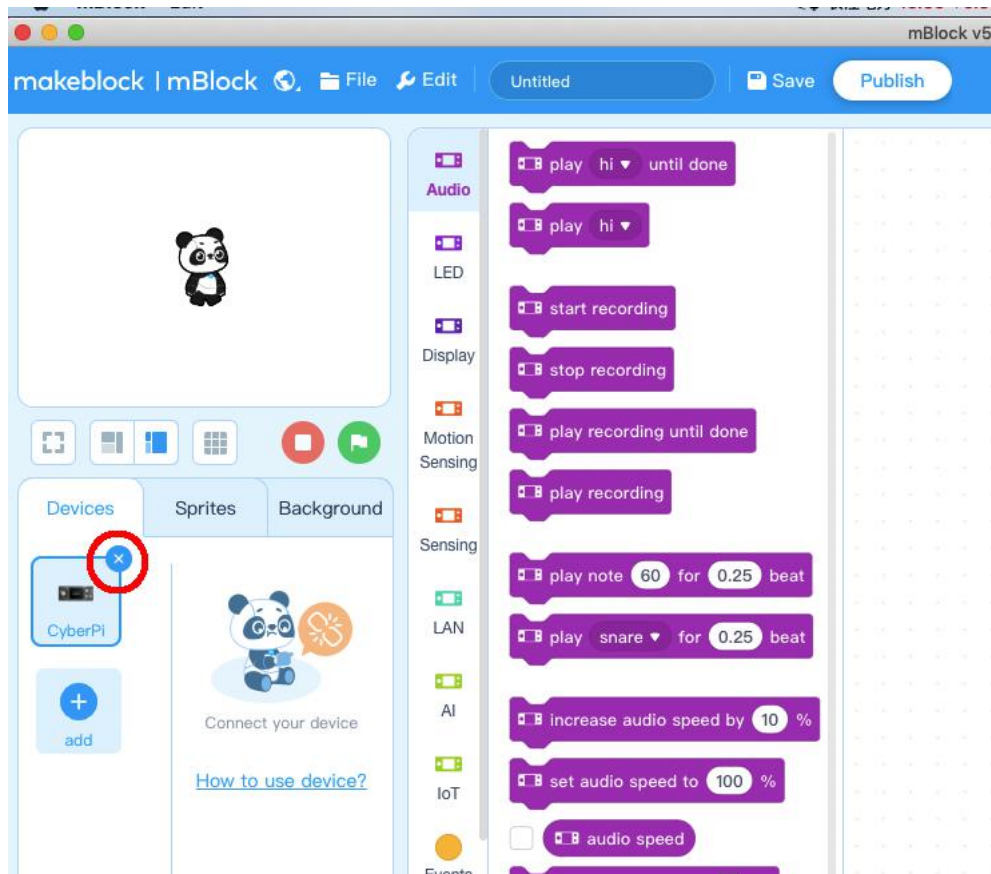 mBlock v5
makeblock | mBlock File Edit Untitled Save Publish
Audio
LED
Display
Motion
Sensing
Sensing
LAN
AI
IoT
Events
play hi ▼ until done
play hi ▼
start recording
stop recording
play recording until done
play recording
play note 60 for 0.25 beat
play snare ▼ for 0.25 beat
increase audio speed by 10 %
set audio speed to 100 %
audio speed
Devices Sprites Background
CyberPi
add
Connect your device
How to use device?